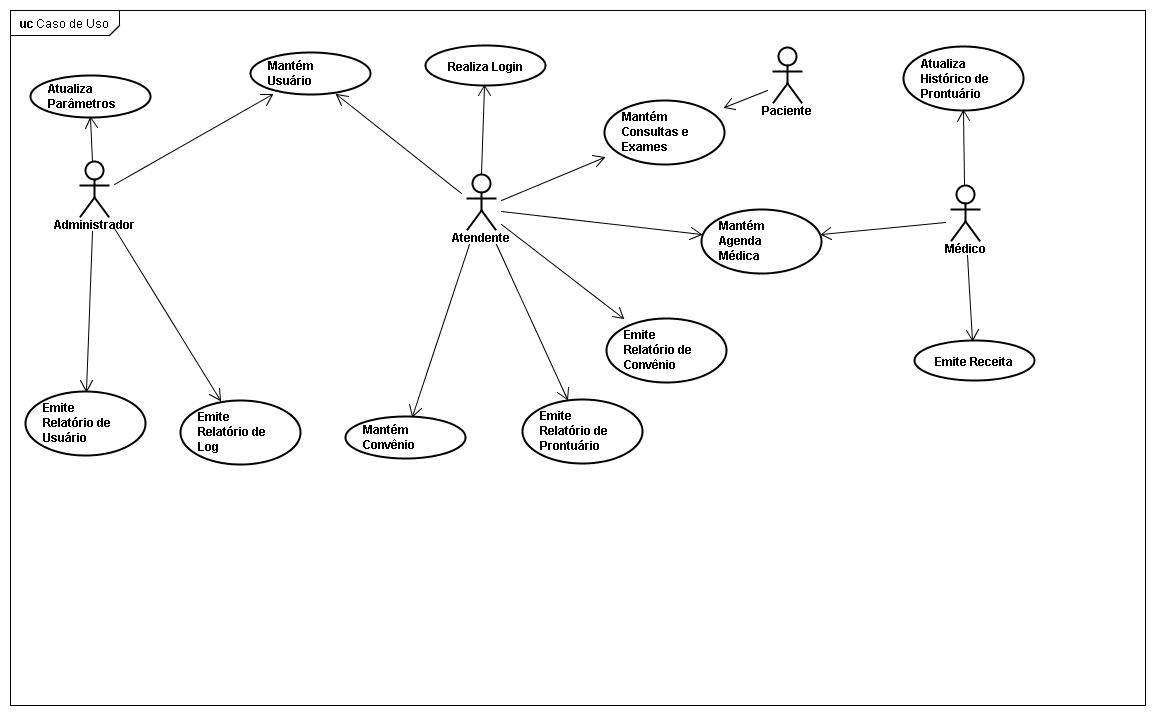 uc Caso de Uso
Mantém
Usuário
Realiza Login
Atualiza
Histórico de
Prontuário
Atualiza
Parâmetros
Paciente
Mantém
Consultas e
Exames
Administrador
Atendente
Mantém
Agenda
Médica
Médico
Emite
Relatório de
Convênio
Emite Receita
Emite
Relatório de
Usuário
Emite
Relatório de
Log
Mantém
Convênio
Emite
Relatório de
Prontuário